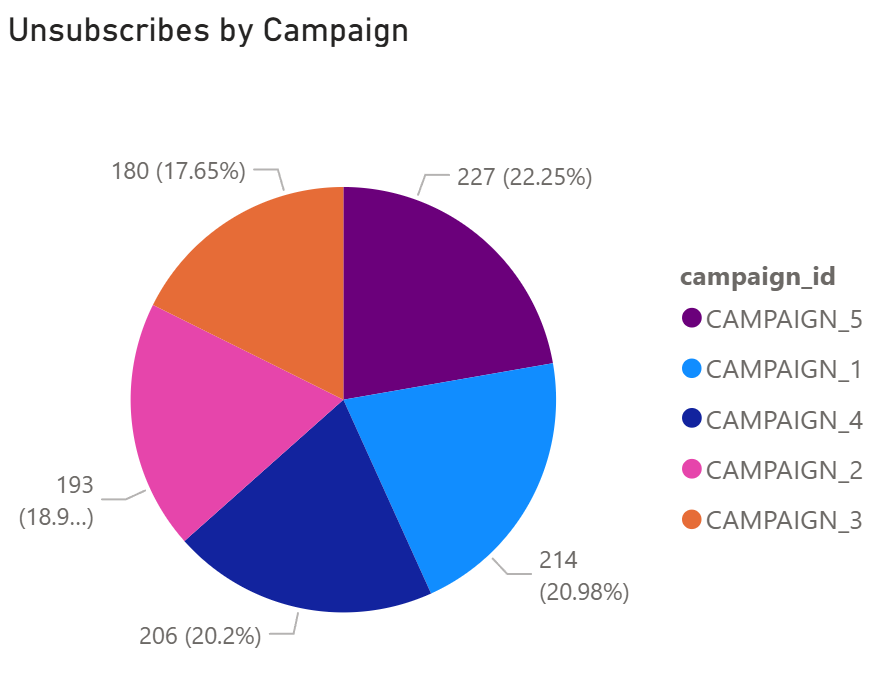 Unsubscribes by Campaign
180 (17.65%)
227 (22.25%)
campaign_id
CAMPAIGN_5
CAMPAIGN_1
CAMPAIGN_4
CAMPAIGN_2
CAMPAIGN_3
193
(18.9...)
214
(20.98%)
206 (20.2%)